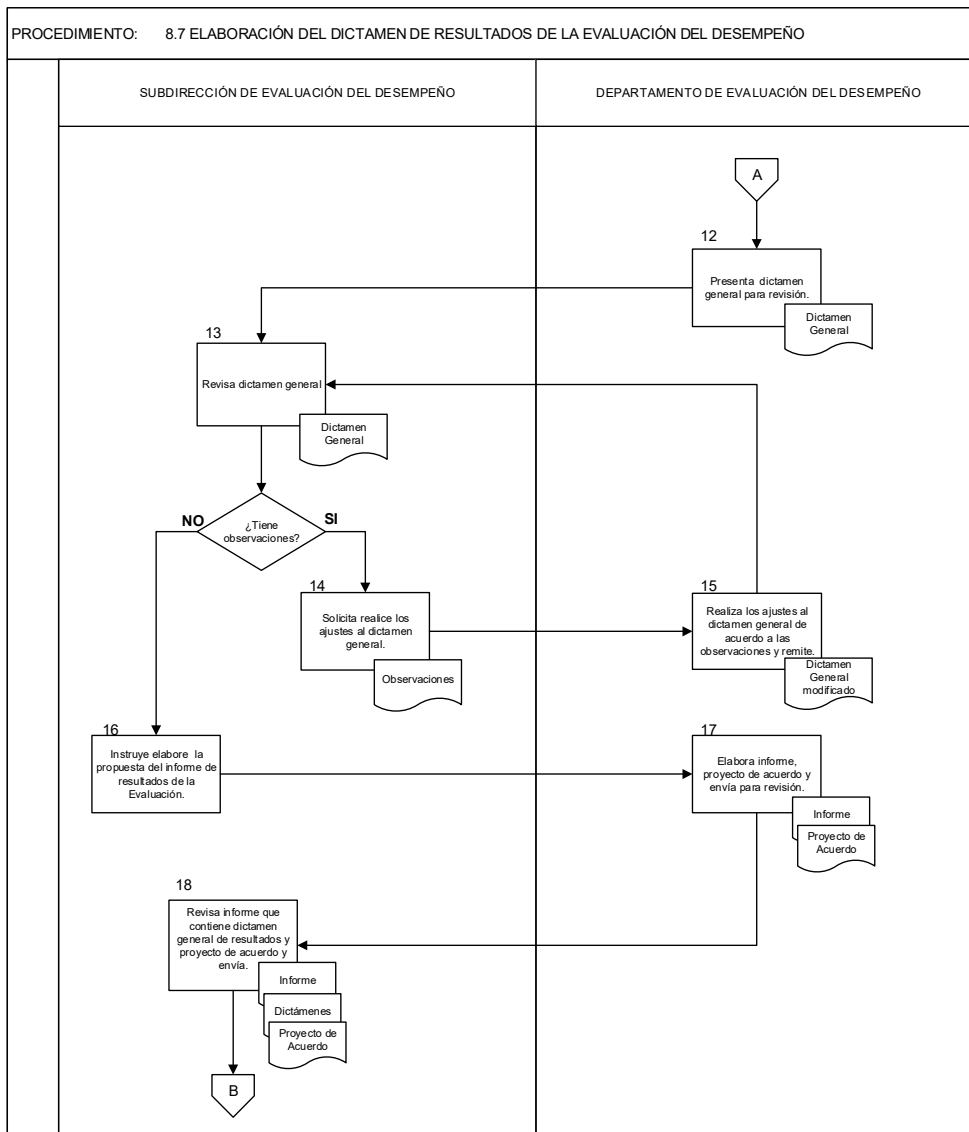 PROCEDIMIENTO: 8.7 ELABORACIÓN DEL DICTAMEN DE RESULTADOS DE LA EVALUACIÓN DEL DESEMPEÑO
SUBDIRECCIÓN DE EVALUACIÓN DEL DESEMPEÑO
DEPARTAMENTO DE EVALUACIÓN DEL DESEMPEÑO
A
12
Presenta dictamen
general para revisión.
Dictamen
General
13
Revisa dictamen general
Dictamen
General
NO
¿Tiene
observaciones?
SI
14
Solicita realice los
ajustes al dictamen
general.
Observaciones
15
Realiza los ajustes al
dictamen general de
acuerdo a las
observaciones y remite.
Dictamen
General
modificado
16
Instruye elabore la
propuesta del informe de
resultados de la
Evaluación.
17
Elabora informe,
proyecto de acuerdo y
envía para revisión.
Informe
Proyecto de
Acuerdo
18
Revisa informe que
contiene dictamen
general de resultados y
proyecto de acuerdo y
envía.
Informe
Dictámenes
Proyecto de
Acuerdo
B